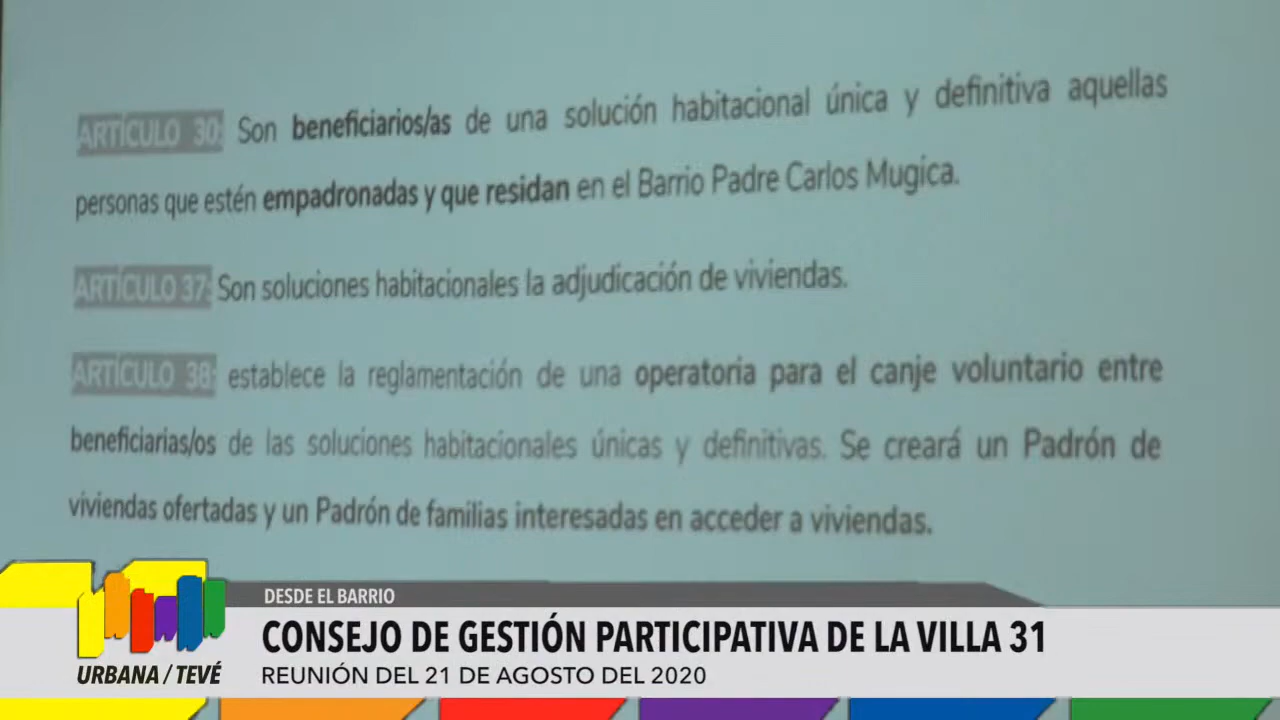 ARTÍCULO 30: Son beneficiarios/as de una solución habitacional única y definitiva aquellas
personas que estén empadronadas y que residan en el Barrio Padre Carlos Mugica.
ARTÍCULO 37: Son soluciones habitacionales la adjudicación de viviendas.
ARTÍCULO 38: establece la reglamentación de una operatoria para el canje voluntario entre
beneficiarias/os de las soluciones habitacionales únicas y definitivas. Se creará un Padrón de
viviendas ofertadas y un Padrón de familias interesadas en acceder a viviendas.
DESDE EL BARRIO
CONSEJO DE GESTIÓN PARTICIPATIVA DE LA VILLA 31
REUNIÓN DEL 21 DE AGOSTO DEL 2020
URBANA / TEVÉ